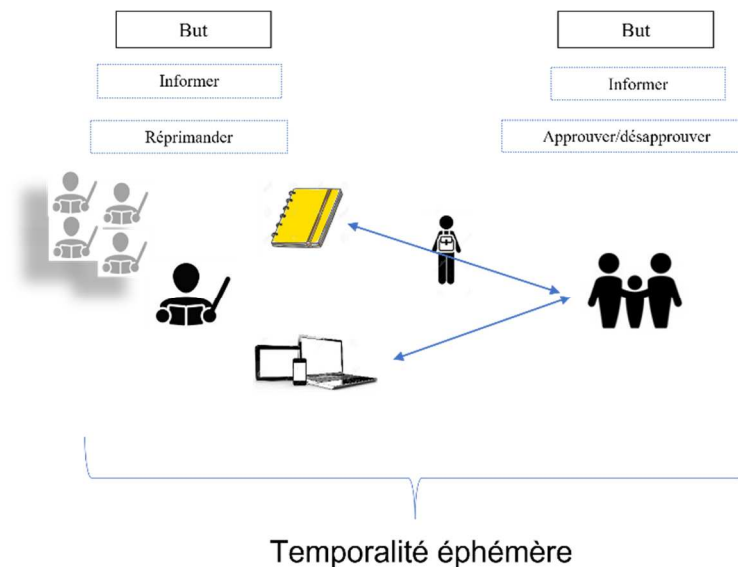 But
Informer
Réprimander
But
Informer
Approuver/désapprouver
Temporalité éphémère